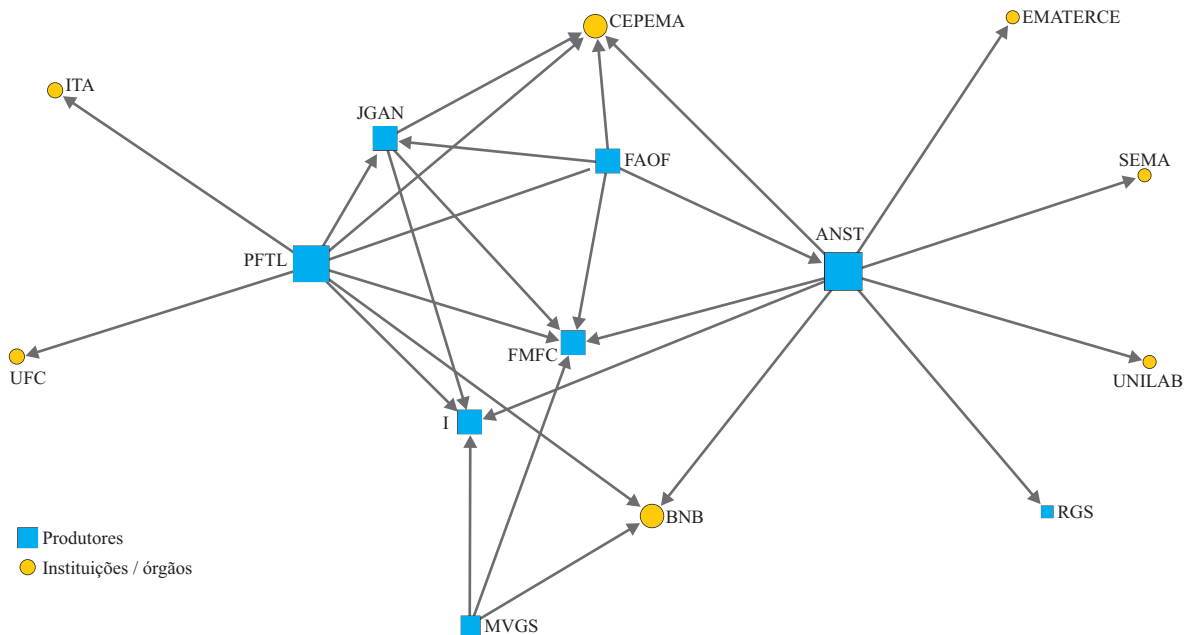 CEPEMA
EMATERCE
ITA
JGAN
FAOF
SEMA
ANST
PFTL
FMFC
UFC
UNILAB
I
BNB
RGS
Produtores
Instituições / órgãos
MVGS